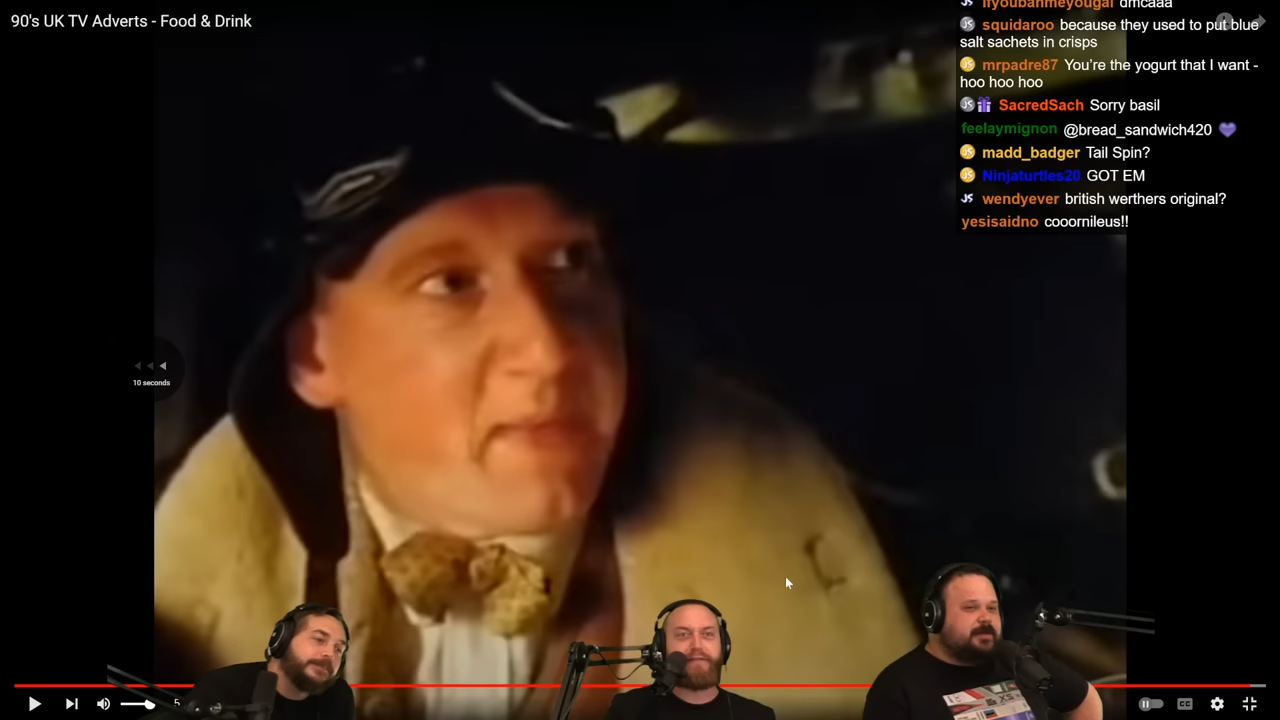 90's UK TV Adverts - Food & Drink
ifyoubanmeyougai dmcaaa
squidaroo because they used to put blue
salt sachets in crisps
mrpadre87 You're the yogurt that I want -
hoo hoo hoo
SacredSach Sorry basil
feelaymignon @bread_sandwich420
madd_badger Tail Spin?
Ninjaturtles20 GOT EM
wendyever british werthers original?
yesisaidno cooornileus!!
10 seconds
5